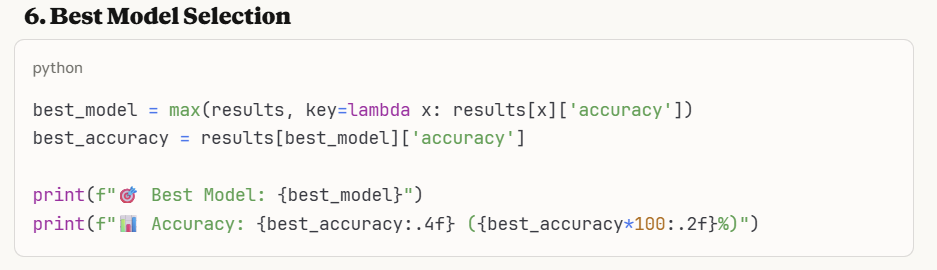 6. Best Model Selection
python
best_model = max(results, key=lambda x: results[x]['accuracy'])
best_accuracy = results[best_model]['accuracy']
print(f"🎯 Best Model: {best_model}")
print(f"📊 Accuracy: {best_accuracy:.4f} ({best_accuracy*100:.2f}%)")